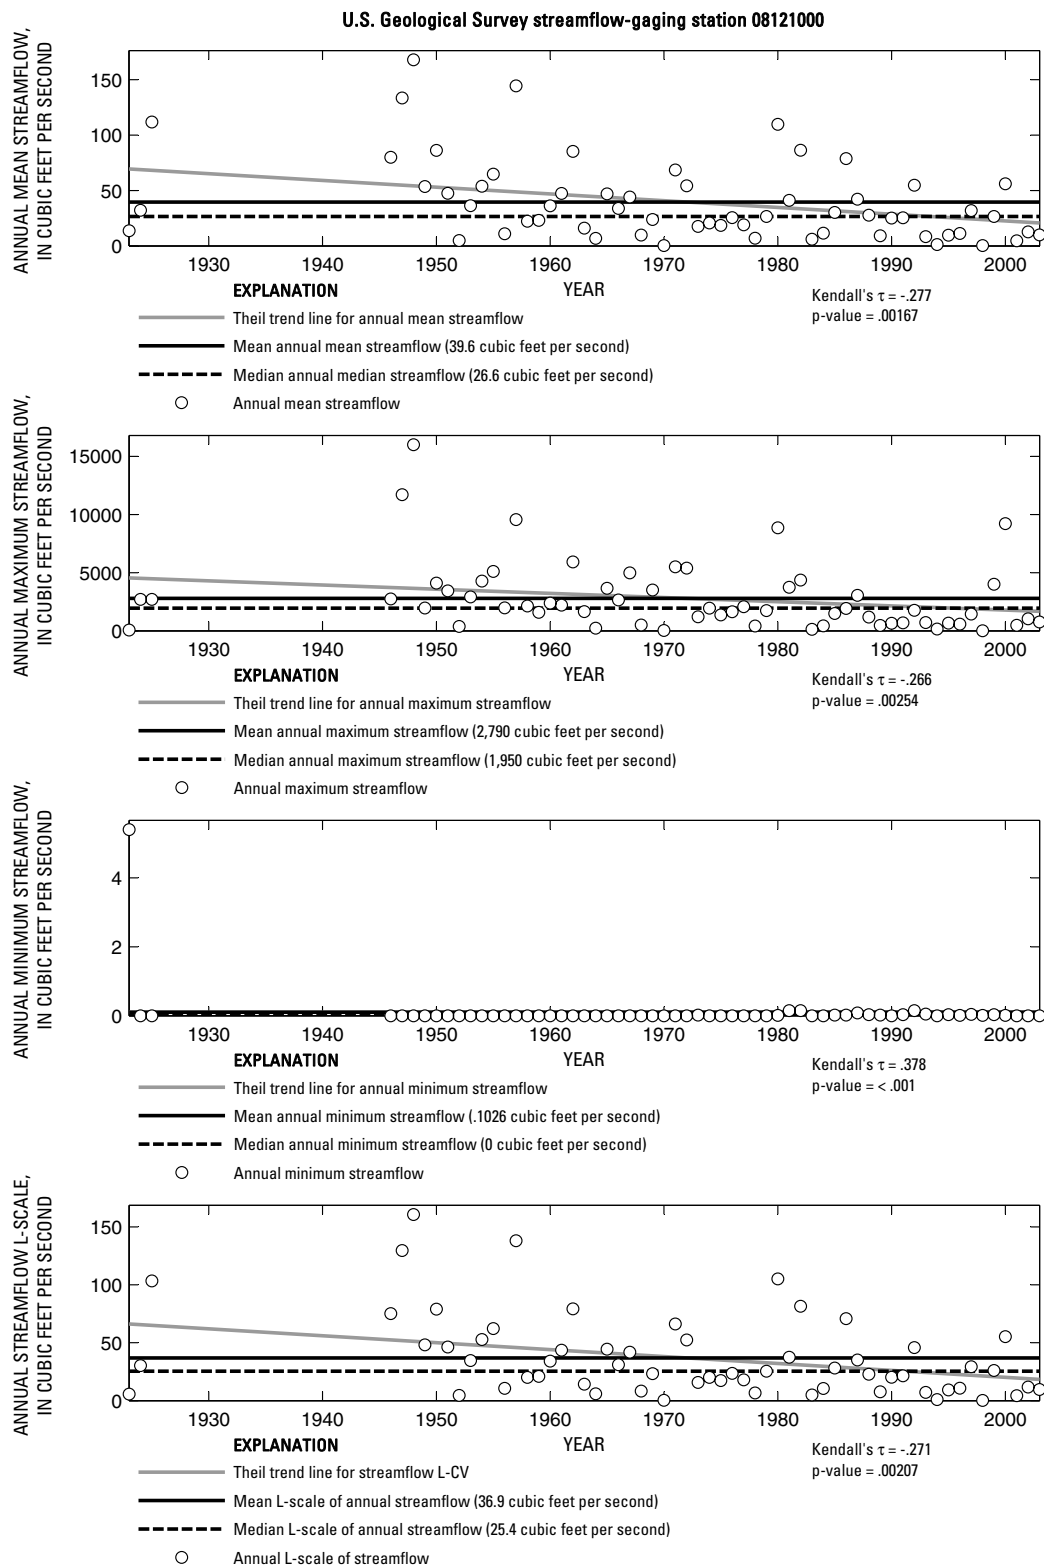 U.S. Geological Survey streamflow-gaging station 08121000
ANNUAL MEAN STREAMFLOW,
IN CUBIC FEET PER SECOND
150
100
50
0
1930 1940 1950 1960 1970 1980 1990 2000
YEAR
EXPLANATION
Theil trend line for annual mean streamflow
Mean annual mean streamflow (39.6 cubic feet per second)
Median annual median streamflow (26.6 cubic feet per second)
Annual mean streamflow
Kendall's τ = -.277
p-value = .00167
ANNUAL MAXIMUM STREAMFLOW,
IN CUBIC FEET PER SECOND
15000
10000
5000
0
1930 1940 1950 1960 1970 1980 1990 2000
YEAR
EXPLANATION
Theil trend line for annual maximum streamflow
Mean annual maximum streamflow (2,790 cubic feet per second)
Median annual maximum streamflow (1,950 cubic feet per second)
Annual maximum streamflow
Kendall's τ = -.266
p-value = .00254
ANNUAL MINIMUM STREAMFLOW,
IN CUBIC FEET PER SECOND
4
2
0
1930 1940 1950 1960 1970 1980 1990 2000
YEAR
EXPLANATION
Theil trend line for annual minimum streamflow
Mean annual minimum streamflow (.1026 cubic feet per second)
Median annual minimum streamflow (0 cubic feet per second)
Annual minimum streamflow
Kendall's τ = .378
p-value = < .001
ANNUAL STREAMFLOW L-SCALE,
IN CUBIC FEET PER SECOND
150
100
50
0
1930 1940 1950 1960 1970 1980 1990 2000
YEAR
EXPLANATION
Theil trend line for streamflow L-CV
Mean L-scale of annual streamflow (36.9 cubic feet per second)
Median L-scale of annual streamflow (25.4 cubic feet per second)
Annual L-scale of streamflow
Kendall's τ = -.271
p-value = .00207